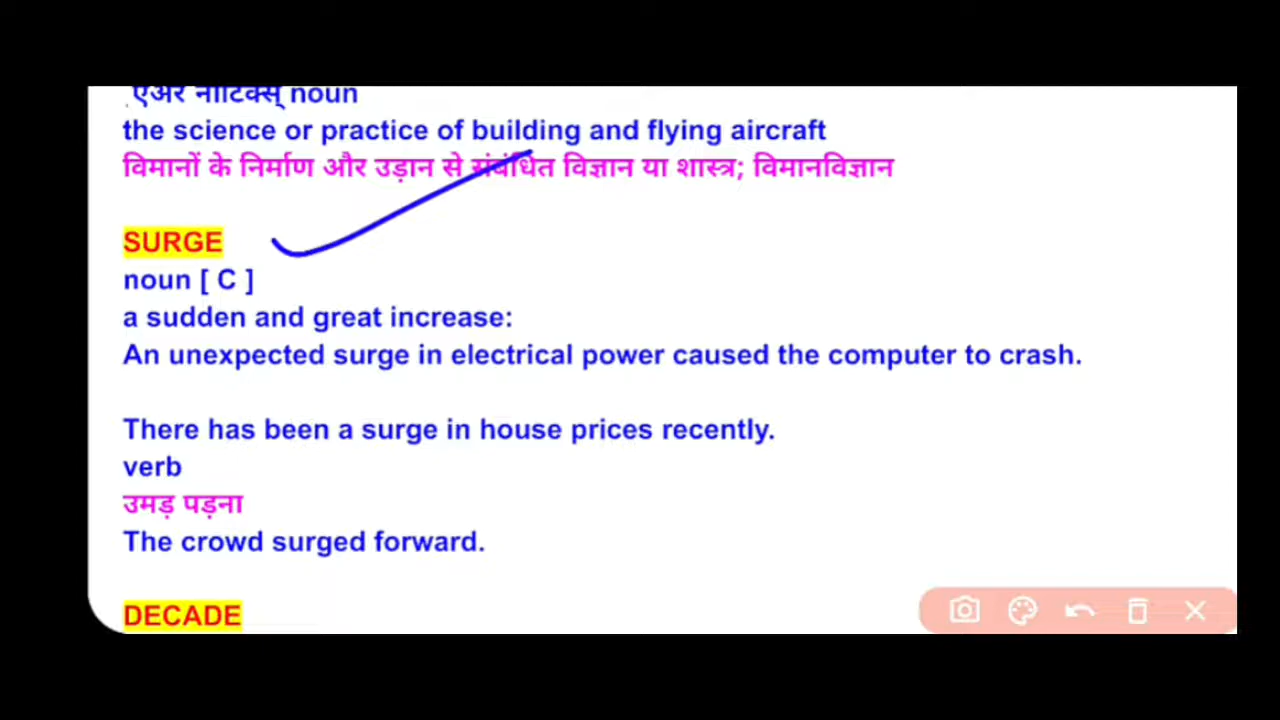 एअर नॉटिक्स् noun
the science or practice of building and flying aircraft
विमानों के निर्माण और उड़ान से संबंधित विज्ञान या शास्त्र; विमानविज्ञान
SURGE
noun [ C ]
a sudden and great increase:
An unexpected surge in electrical power caused the computer to crash.
There has been a surge in house prices recently.
verb
उमड़ पड़ना
The crowd surged forward.
DECADE